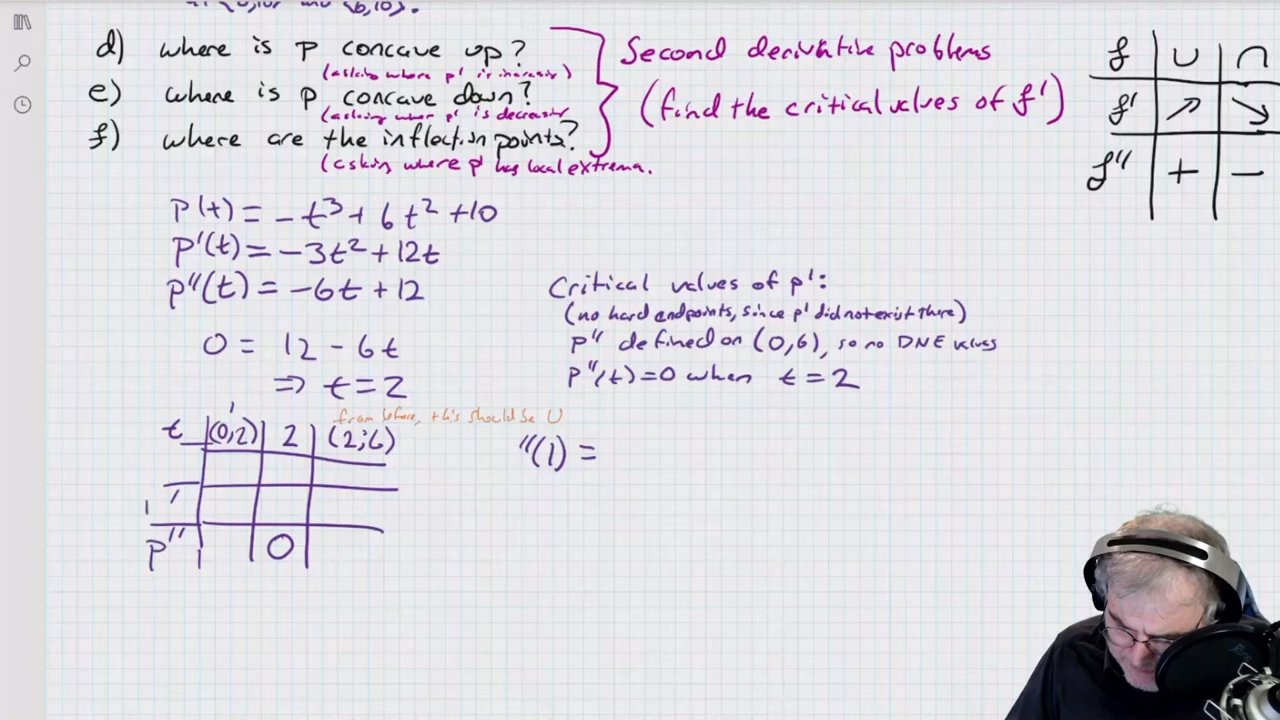 d) where is P concave up?
(asking where p' is increasing)
e) where is P concave down?
(asking where p' is decreasing
f) where are the inflection points?
(asking where p' has local extrema.
Second derivative problems
(find the critical values of f')
f ∪ ∩
f' ↗ ↘
f'' + −
P(t) = −t³ + 6t² + 10
P'(t) = −3t² + 12t
P''(t) = −6t + 12
0 = 12 − 6t
⇒ t = 2
Critical values of p':
(no hard endpoints, since p' did not exist there)
P'' defined on (0,6), so no DNE values
P''(t) = 0 when t = 2
from before, this should be ∪
1
t (0,2) 2 (2,6)
'
P'' 0
''(1) =